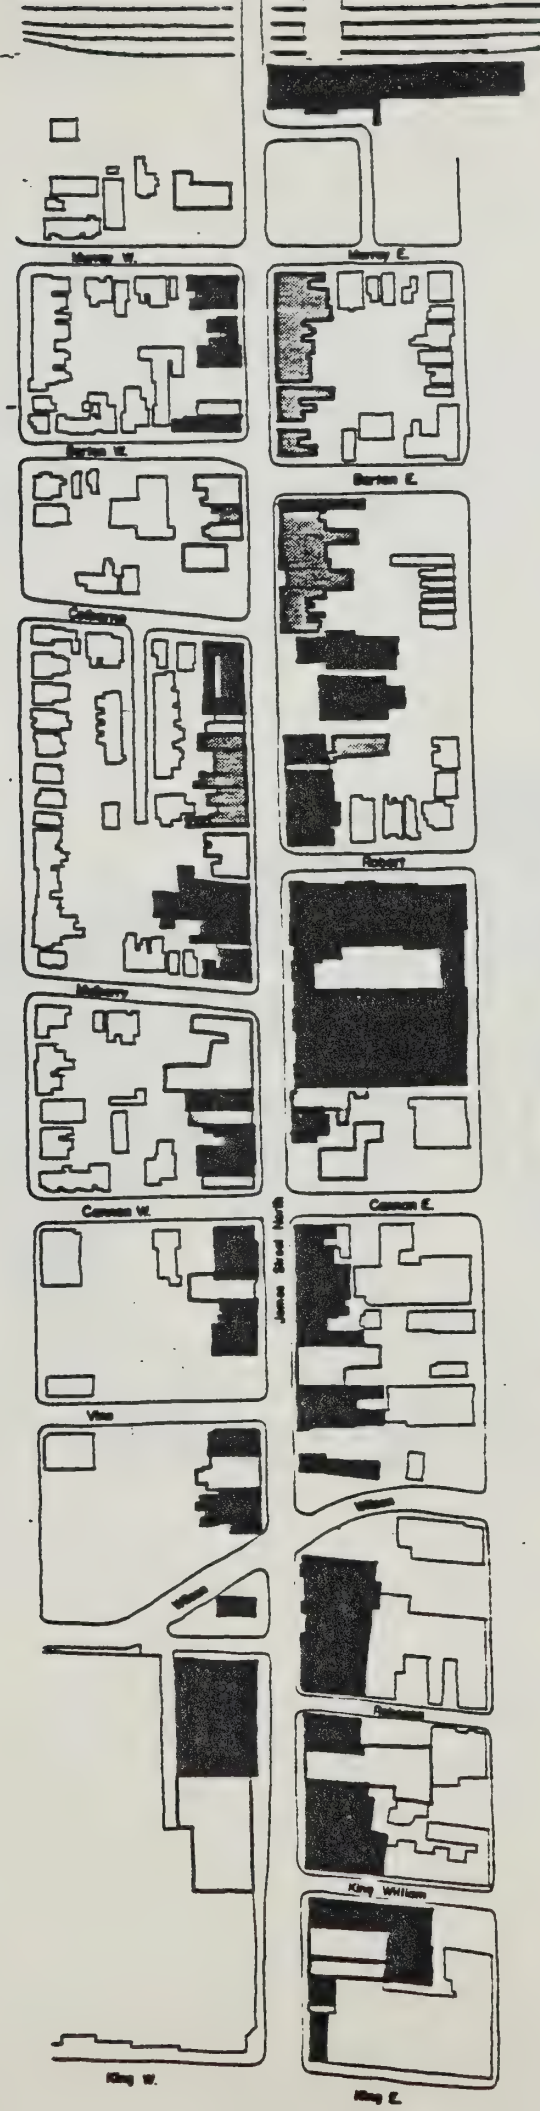 Murray W.
Murray E.
Barton W.
Barton E.
Colborne
Robert
Mulberry
Cannon W.
James Street North
Cannon E.
Vine
Wilson
Wilson
Rebecca
King William
King W.
King E.